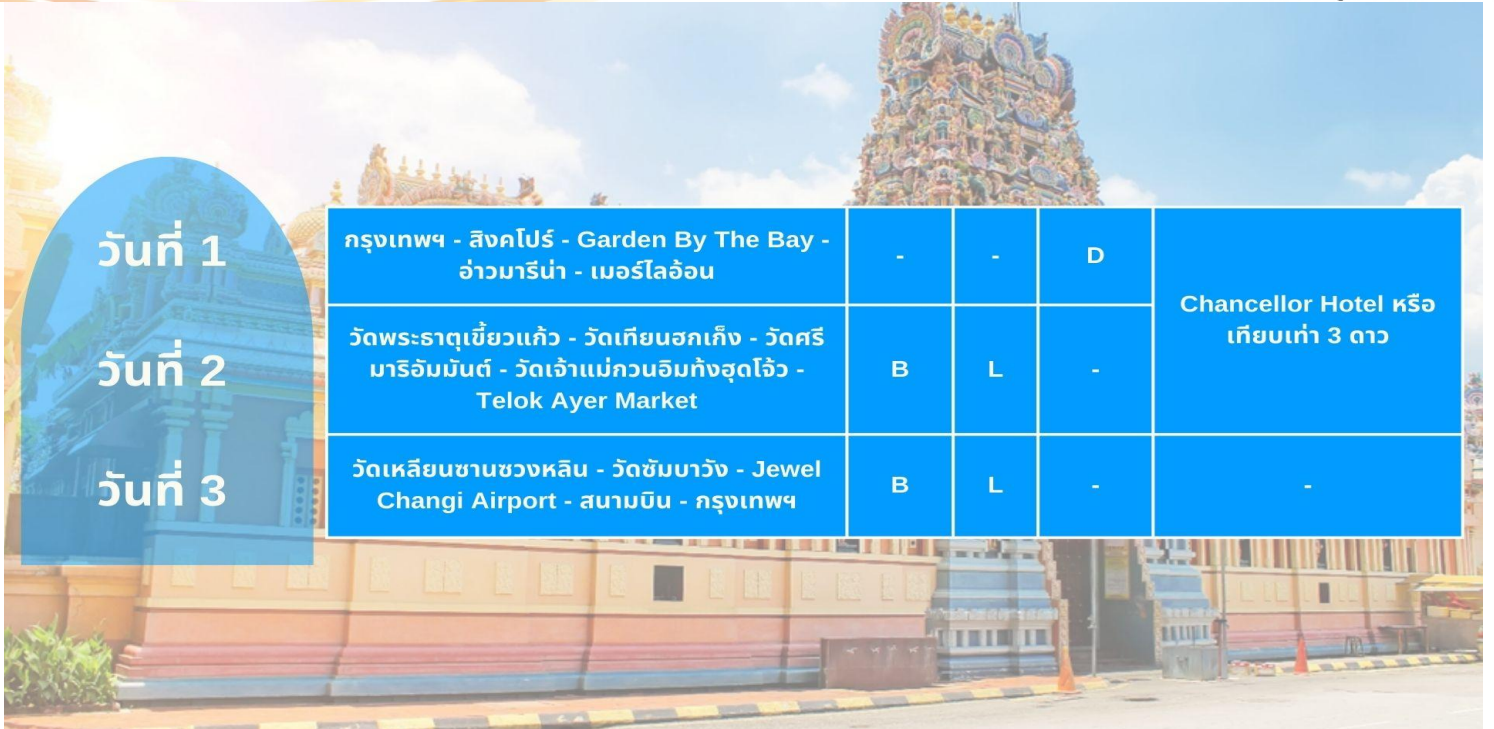 วันที่ 1
กรุงเทพฯ - สิงคโปร์ - Garden By The Bay -
อ่าวมารีน่า - เมอร์ไลอ้อน
-
-
D
Chancellor Hotel หรือ
เทียบเท่า 3 ดาว
วันที่ 2
วัดพระธาตุเขี้ยวแก้ว - วัดเทียนฮกเก็ง - วัดศรี
มาริอัมมันต์ - วัดเจ้าแม่กวนอิมทั้งฮุดโจ้ว -
Telok Ayer Market
B
L
-
วันที่ 3
วัดเหลียนซานซวงหลิน - วัดซัมบาวัง - Jewel
Changi Airport - สนามบิน - กรุงเทพฯ
B
L
-
-